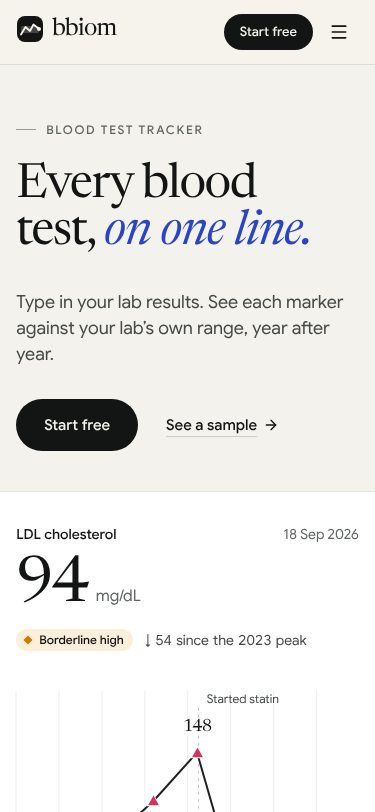 bbiom
Start free
BLOOD TEST TRACKER
Every blood
test, on one line.
Type in your lab results. See each marker
against your lab’s own range, year after
year.
Start free
See a sample →
LDL cholesterol
18 Sep 2026
94 mg/dL
Borderline high
↓ 54 since the 2023 peak
Started statin
148